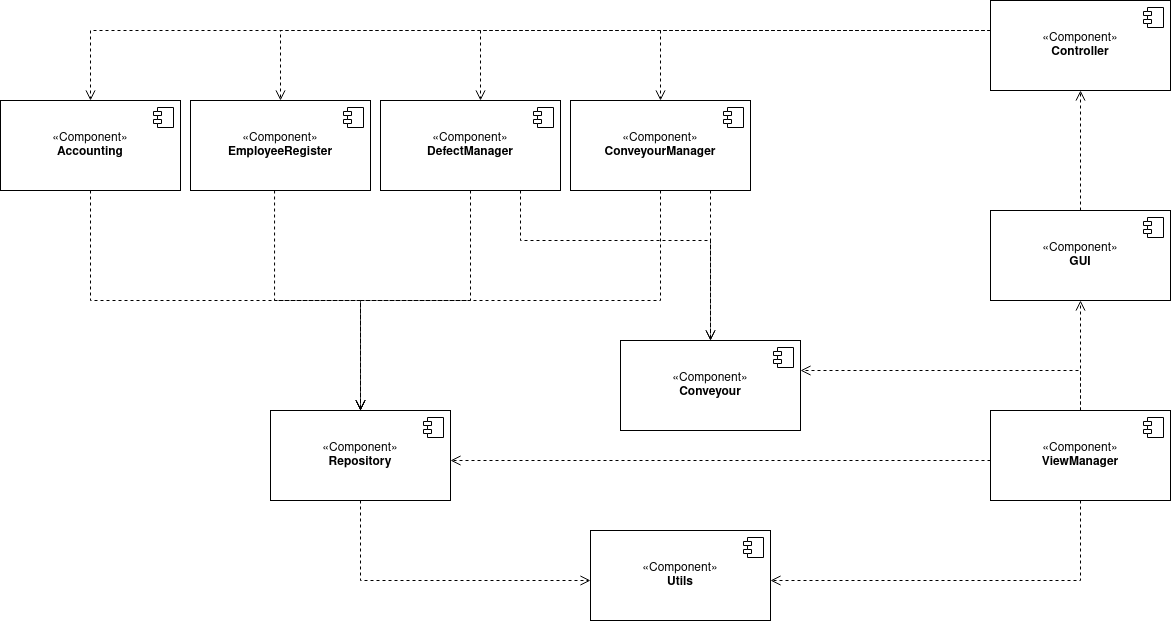 «Component»
Controller
«Component»
Accounting
«Component»
EmployeeRegister
«Component»
DefectManager
«Component»
ConveyourManager
«Component»
GUI
«Component»
Conveyour
«Component»
Repository
«Component»
ViewManager
«Component»
Utils